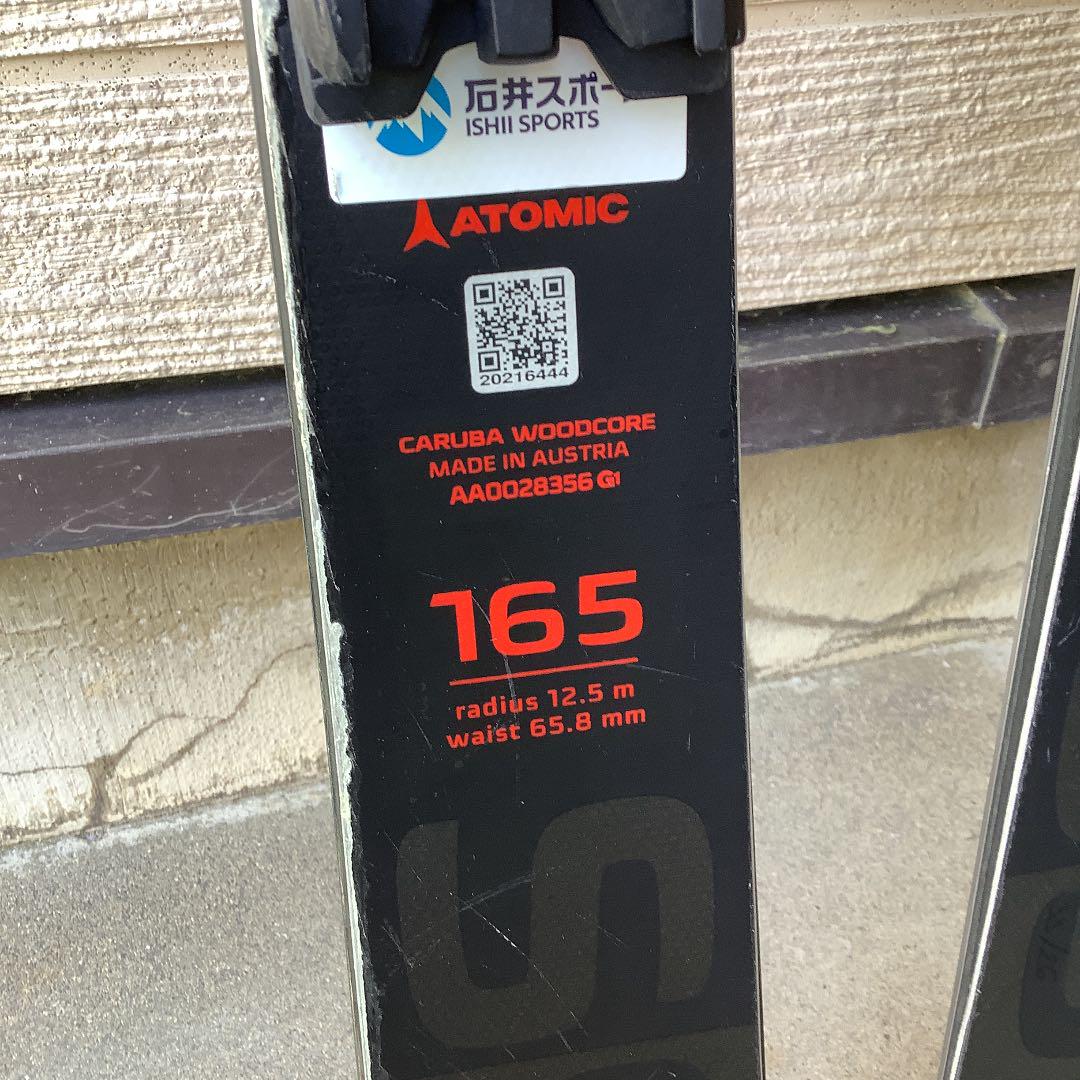 石井スポー
ISHII SPORTS
ATOMIC
20216444
CARUBA WOODCORE
MADE IN AUSTRIA
AA0028356 G1
165
radius 12.5 m
waist 65.8 mm
S